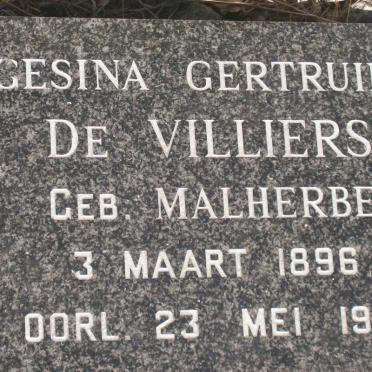 GESINA GERTRUI
DE VILLIERS
GEB. MALHERBE
3 MAART 1896
OORL. 23 MEI 19